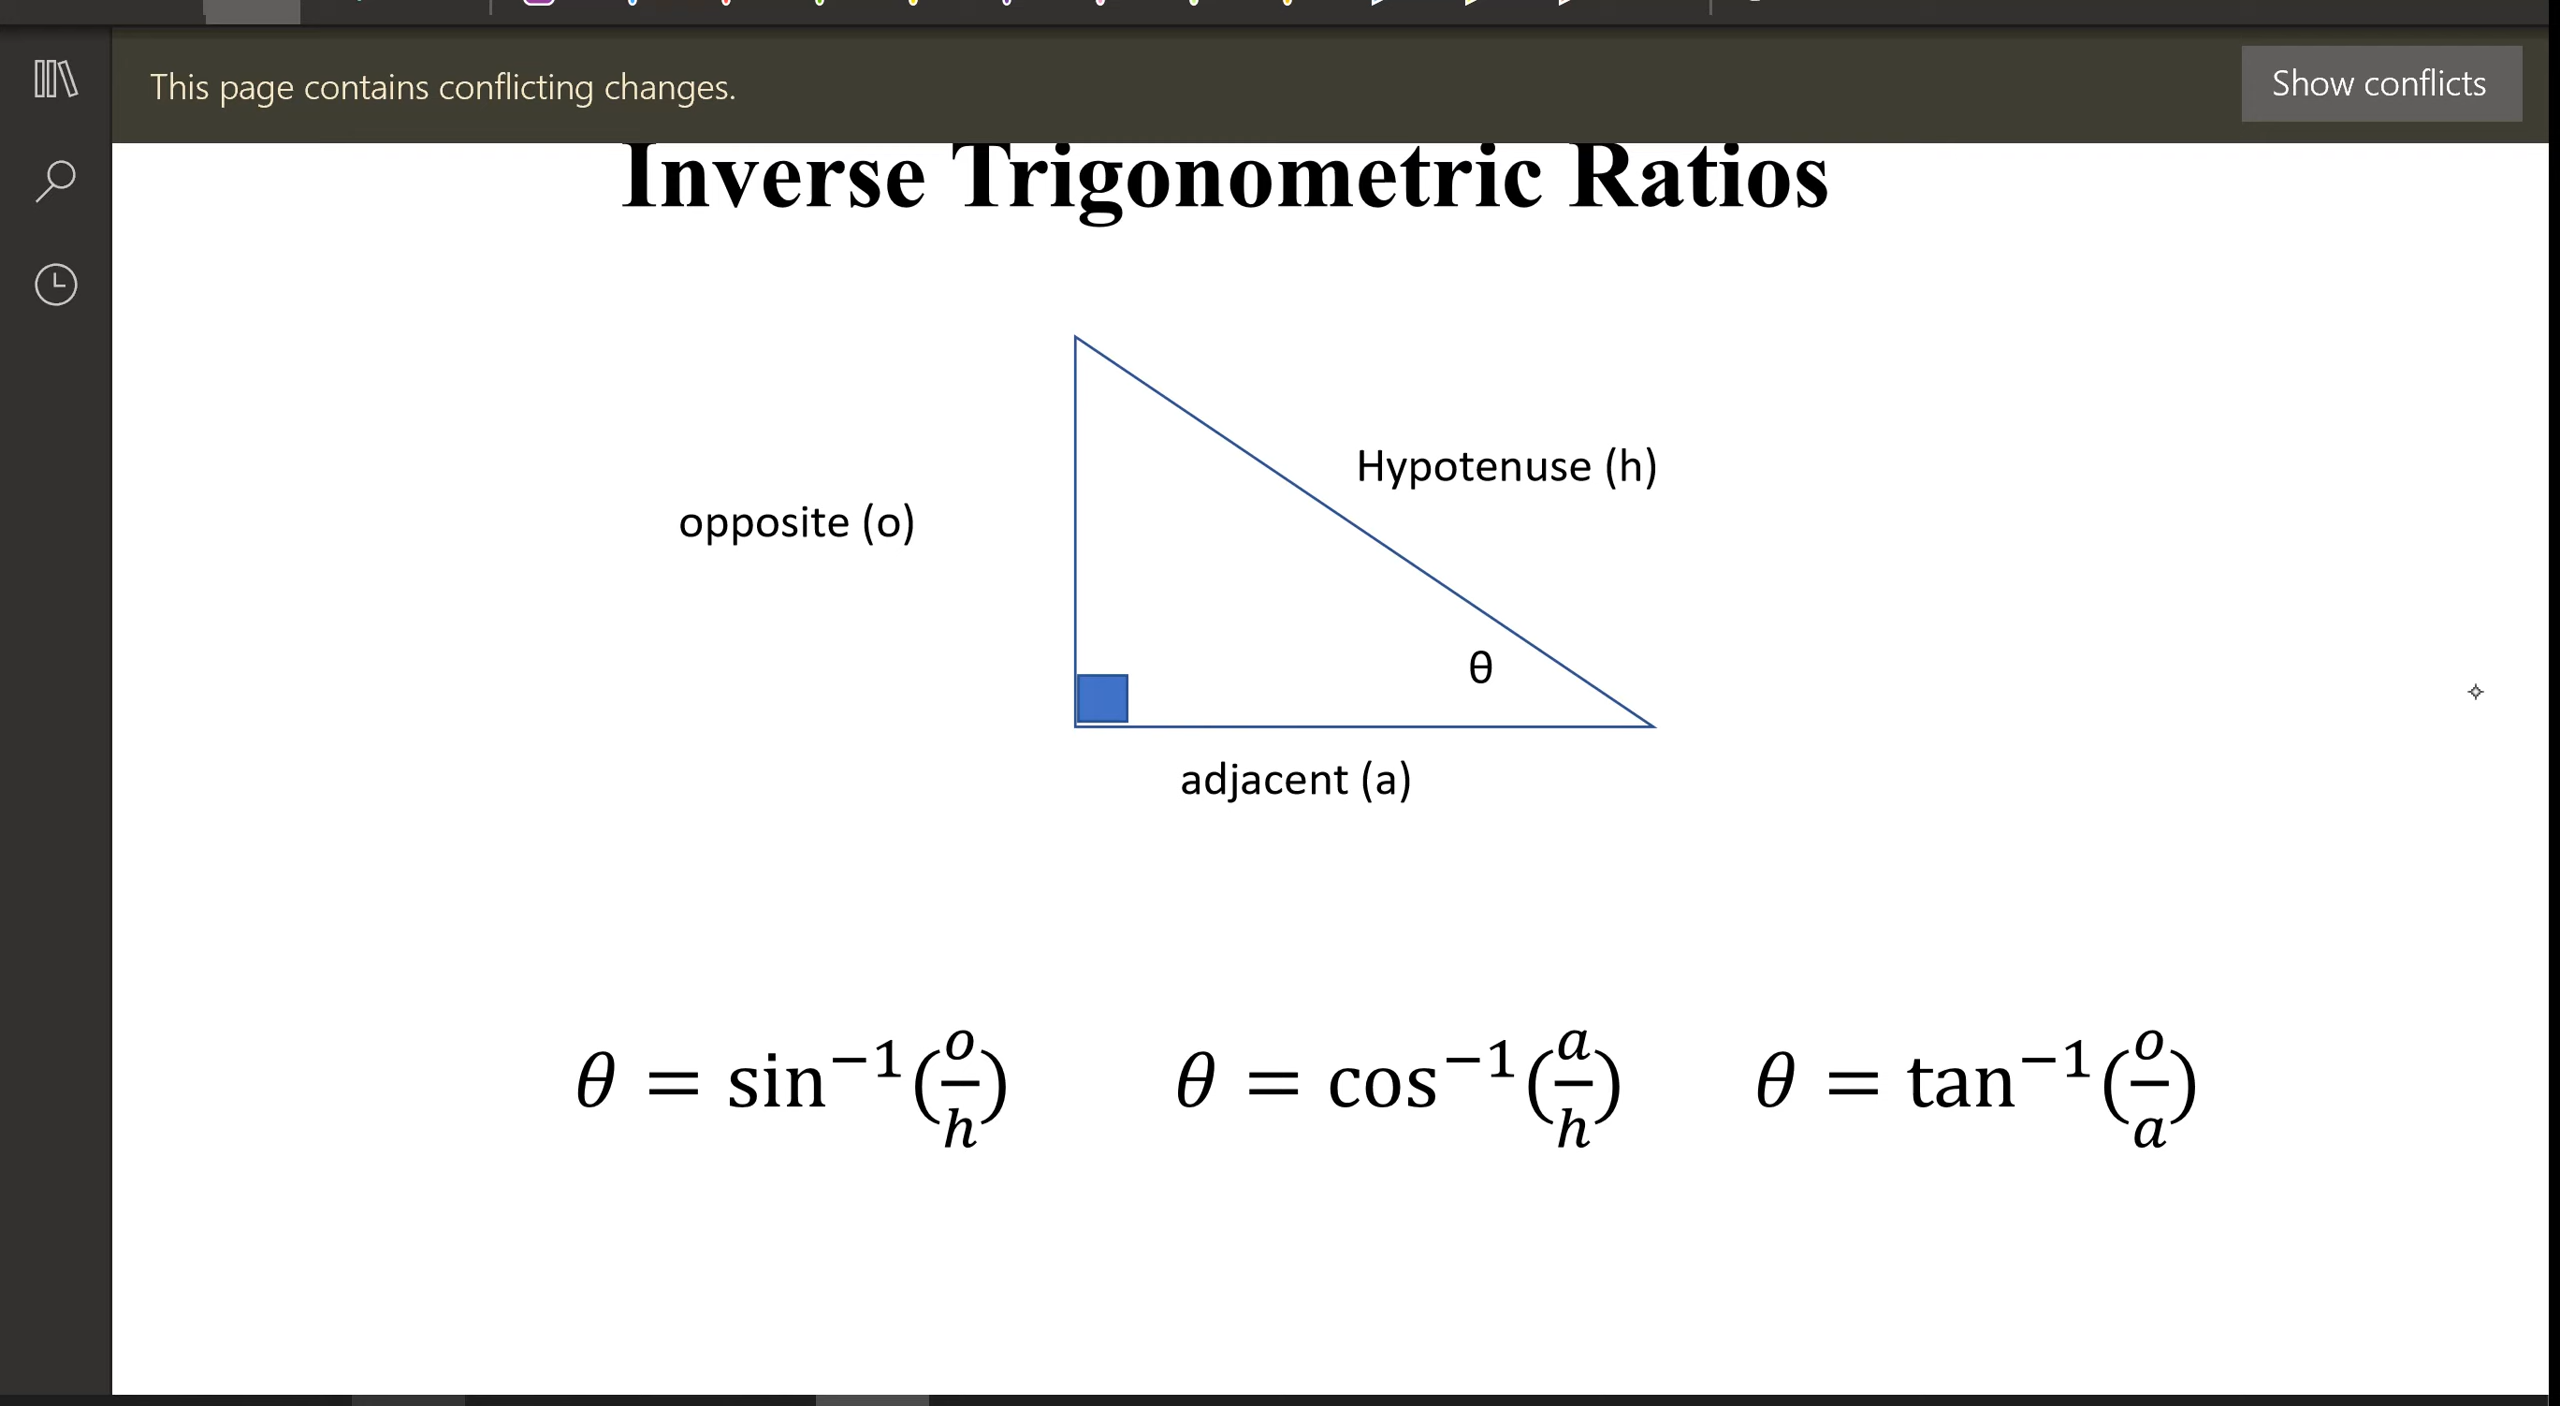 This page contains conflicting changes.
Show conflicts
Inverse Trigonometric Ratios
Hypotenuse (h)
opposite (o)
θ
adjacent (a)
θ = sin⁻¹(o/h) θ = cos⁻¹(a/h) θ = tan⁻¹(o/a)